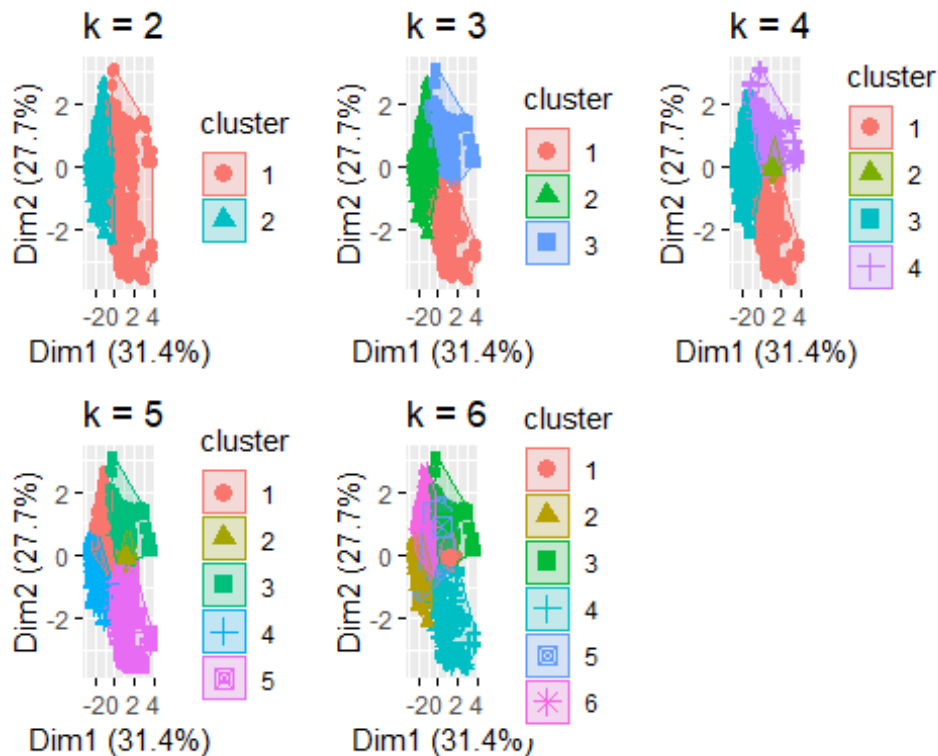 k = 2
Dim2 (27.7%)
2
0
-2
-20 2 4
Dim1 (31.4%)
cluster
1
2
k = 3
Dim2 (27.7%)
2
0
-2
-20 2 4
Dim1 (31.4%)
cluster
1
2
3
k = 4
Dim2 (27.7%)
2
0
-2
-20 2 4
Dim1 (31.4%)
cluster
1
2
3
4
k = 5
Dim2 (27.7%)
2
0
-2
-20 2 4
Dim1 (31.4%)
cluster
1
2
3
4
5
k = 6
Dim2 (27.7%)
2
0
-2
-20 2 4
Dim1 (31.4%)
cluster
1
2
3
4
5
6